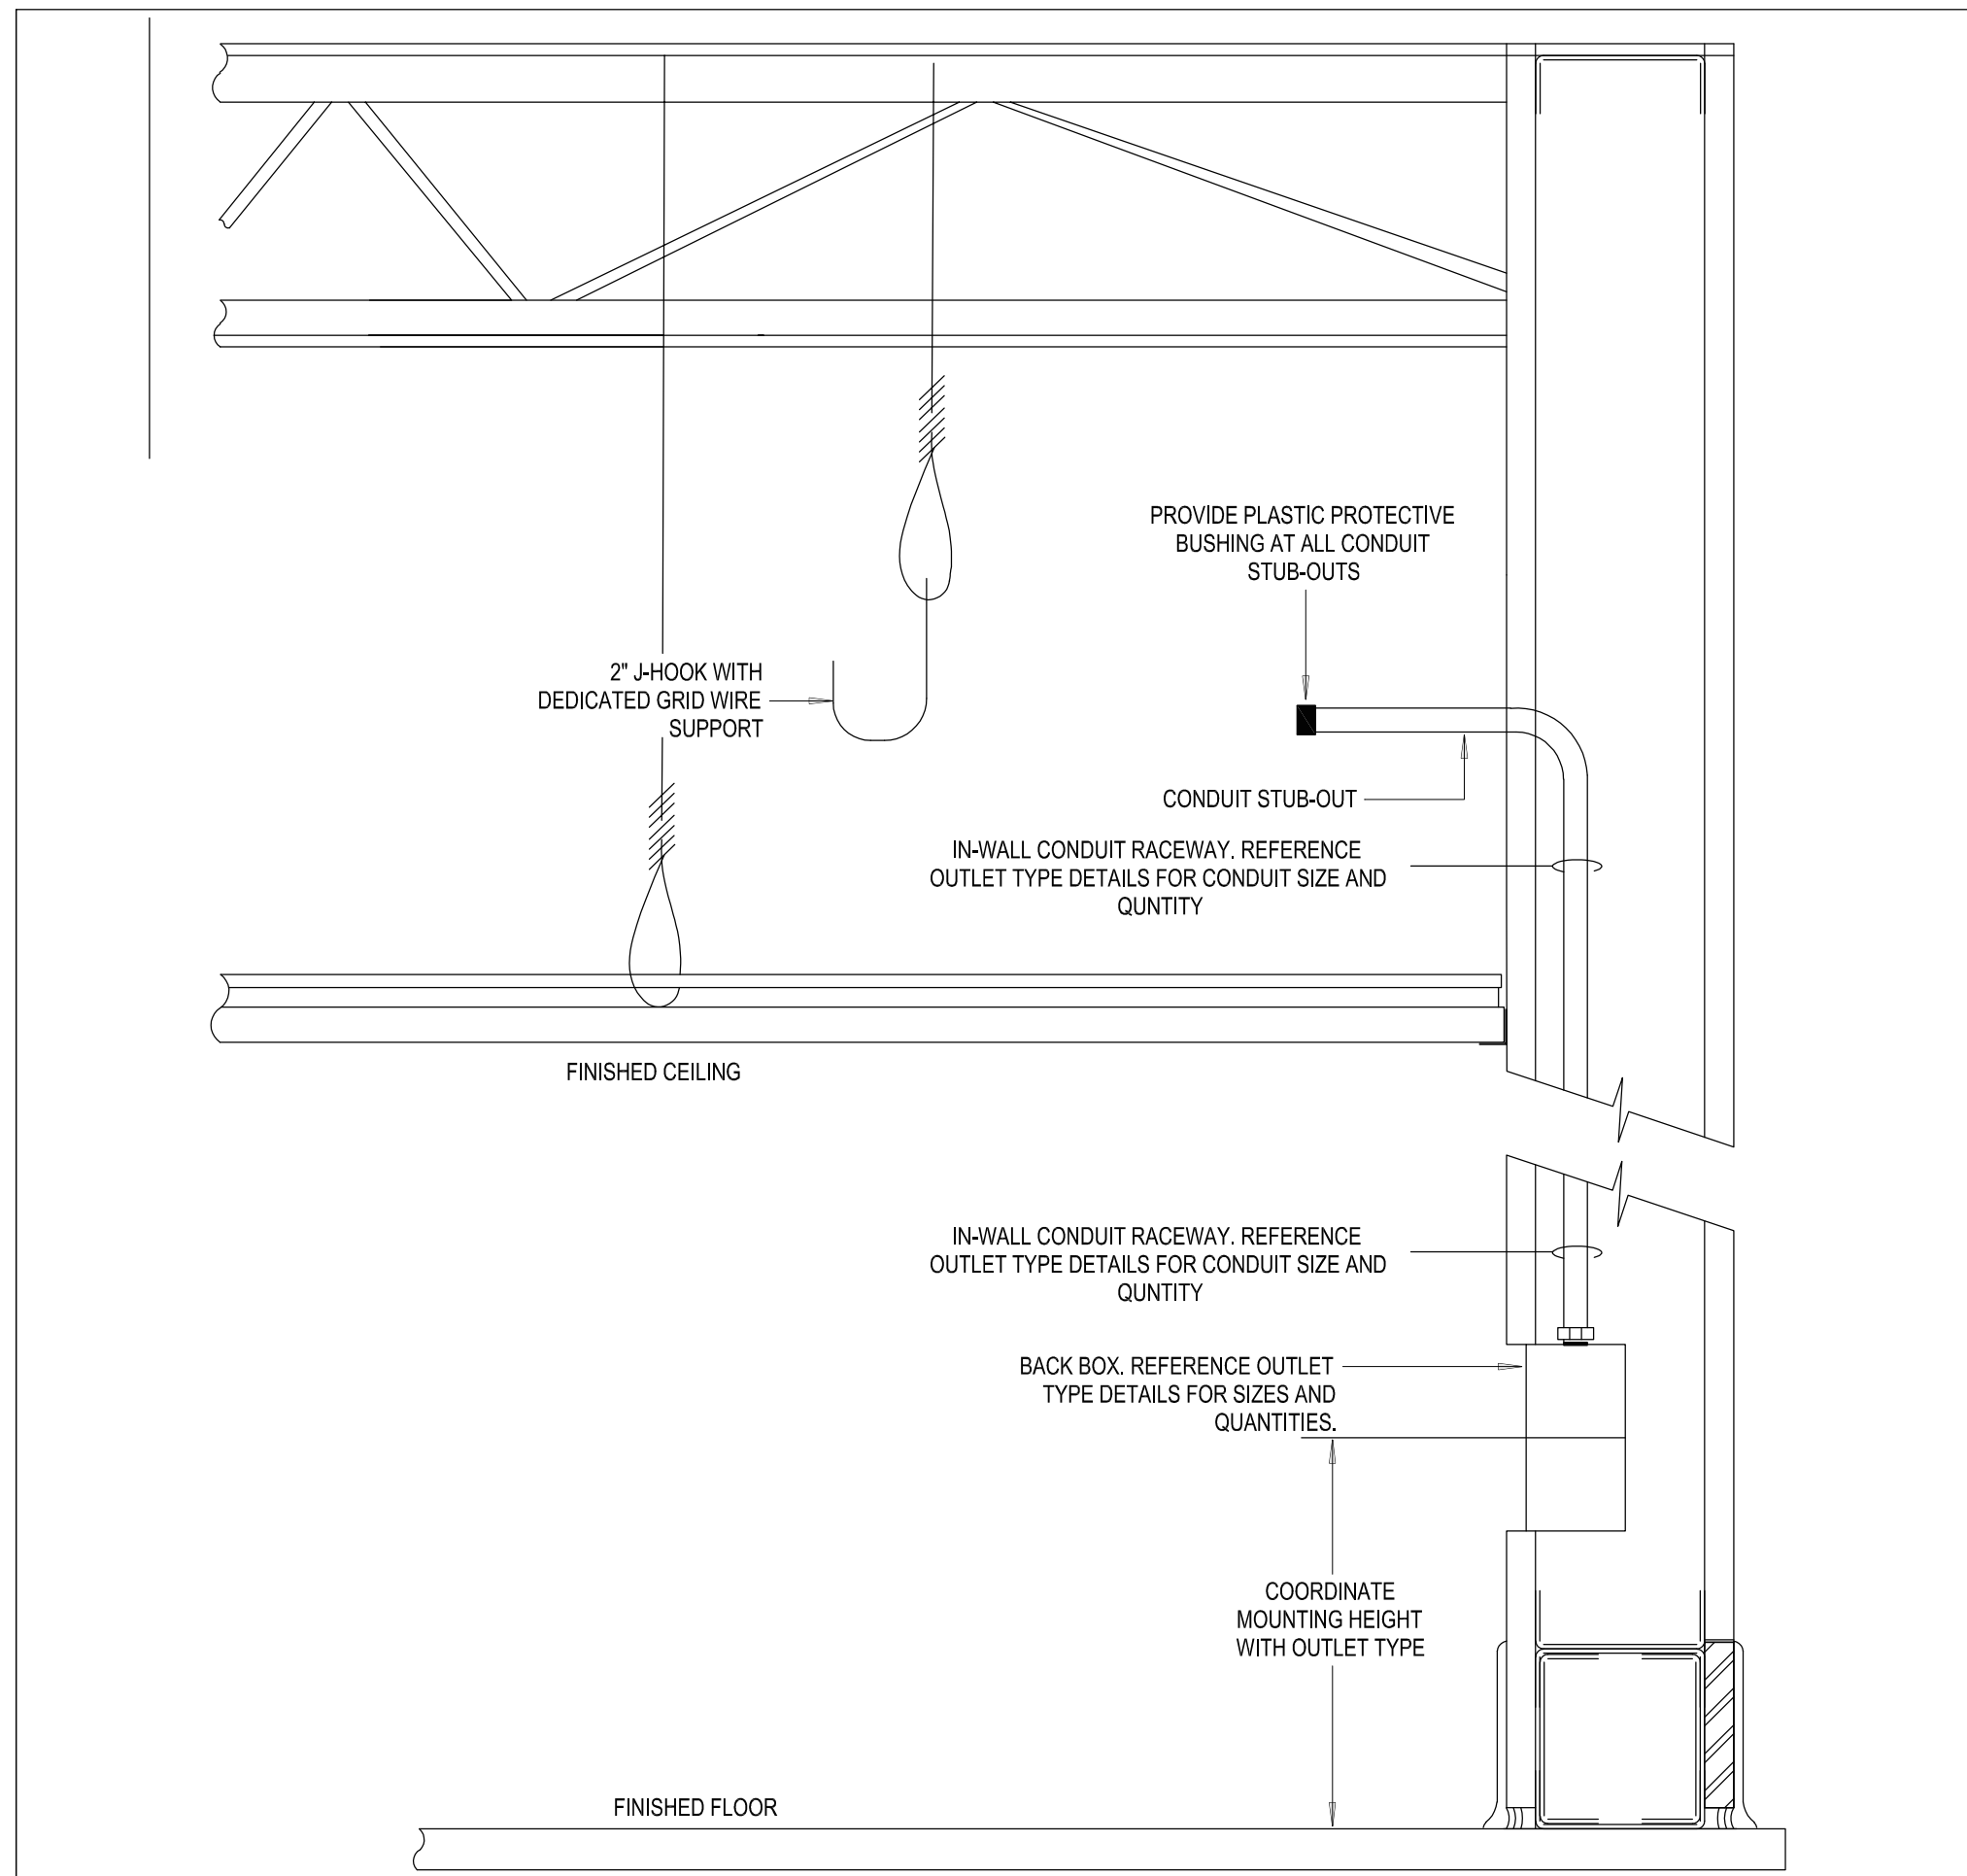 PROVIDE PLASTIC PROTECTIVE
BUSHING AT ALL CONDUIT
STUB-OUTS
2" J-HOOK WITH
DEDICATED GRID WIRE
SUPPORT
CONDUIT STUB-OUT
IN-WALL CONDUIT RACEWAY. REFERENCE
OUTLET TYPE DETAILS FOR CONDUIT SIZE AND
QUNTITY
FINISHED CEILING
IN-WALL CONDUIT RACEWAY. REFERENCE
OUTLET TYPE DETAILS FOR CONDUIT SIZE AND
QUNTITY
BACK BOX. REFERENCE OUTLET
TYPE DETAILS FOR SIZES AND
QUANTITIES.
COORDINATE
MOUNTING HEIGHT
WITH OUTLET TYPE
FINISHED FLOOR